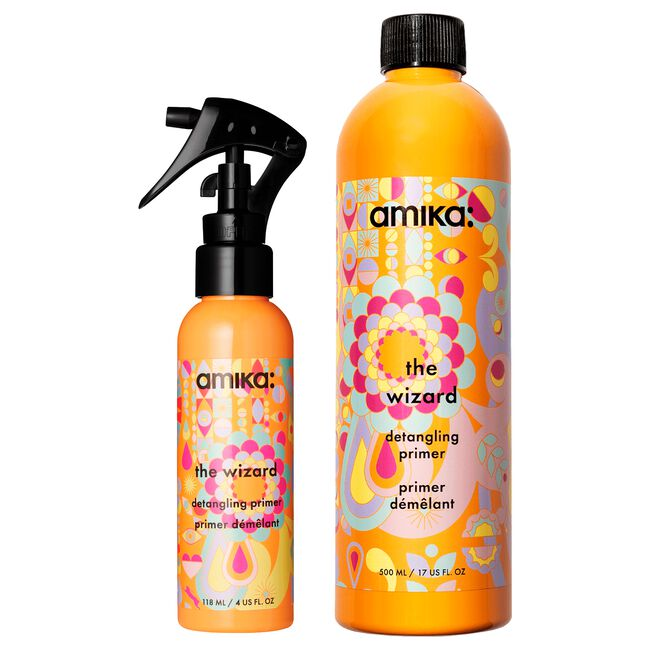 amika:
the wizard
detangling primer
primer démêlant
118 ML / 4 US FL. OZ
amika:
the
wizard
detangling
primer
primer
démêlant
500 ML / 17 US FL. OZ